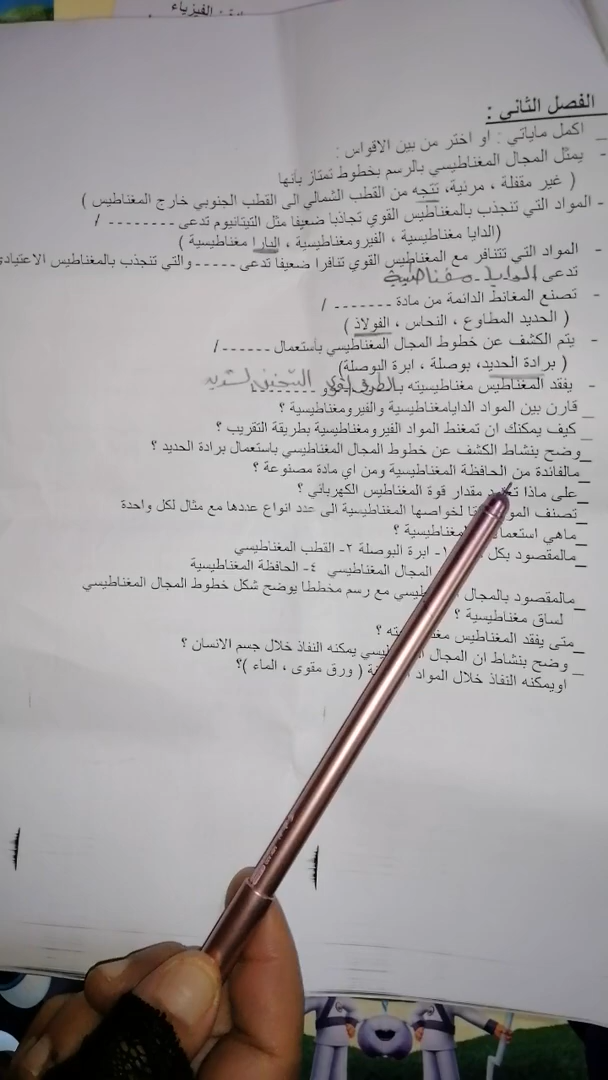 الفيزياء
الفصل الثاني :
_ اكمل ماياتي : او اختر من بين الاقواس :
- يمثل المجال المغناطيسي بالرسم بخطوط تمتاز بأنها
( غير مقفلة ، مرئية، تتجه من القطب الشمالي الى القطب الجنوبي خارج المغناطيس )
- المواد التي تنجذب بالمغناطيس القوي تجاذبا ضعيفا مثل التيتانيوم تدعى -------- /
(الدايا مغناطيسية ، الفيرومغناطيسية ، البارا مغناطيسية )
- المواد التي تتنافر مع المغناطيس القوي تنافرا ضعيفا تدعى ----- والتي تنجذب بالمغناطيس الاعتيادي
تدعى الدايا مغناطيسية
- تصنع المغانط الدائمة من مادة ------- /
( الحديد المطاوع ، النحاس ، الفولاذ )
- يتم الكشف عن خطوط المجال المغناطيسي باستعمال ------/
( برادة الحديد، بوصلة ، ابرة البوصلة)
- يفقد المغناطيس مغناطيسيته بالطرق القوي و التسخين الشديد
_ قارن بين المواد الدايامغناطيسية والفيرومغناطيسية ؟
_ كيف يمكنك ان تمغنط المواد الفيرومغناطيسية بطريقة التقريب ؟
_ وضح بنشاط الكشف عن خطوط المجال المغناطيسي باستعمال برادة الحديد ؟
_ مالفائدة من الحافظة المغناطيسية ومن اي مادة مصنوعة ؟
_ على ماذا مقدار قوة المغناطيس الكهربائي ؟
_ تصنف لخواصها المغناطيسية الى عدد انواع عددها مع مثال لكل واحدة
_ ماهي
_ مالمقصود بكل ١- ابرة البوصلة ٢- القطب المغناطيسي
المجال المغناطيسي ٤- الحافظة المغناطيسية
_ مالمقصود بالمجال مع رسم مخططا يوضح شكل خطوط المجال المغناطيسي
لساق مغناطيسية ؟
_ متى يفقد المغناطيس
_ وضح بنشاط ان المجال يمكنه النفاذ خلال جسم الانسان ؟
اويمكنه النفاذ خلال المواد ( ورق مقوى ، الماء )؟